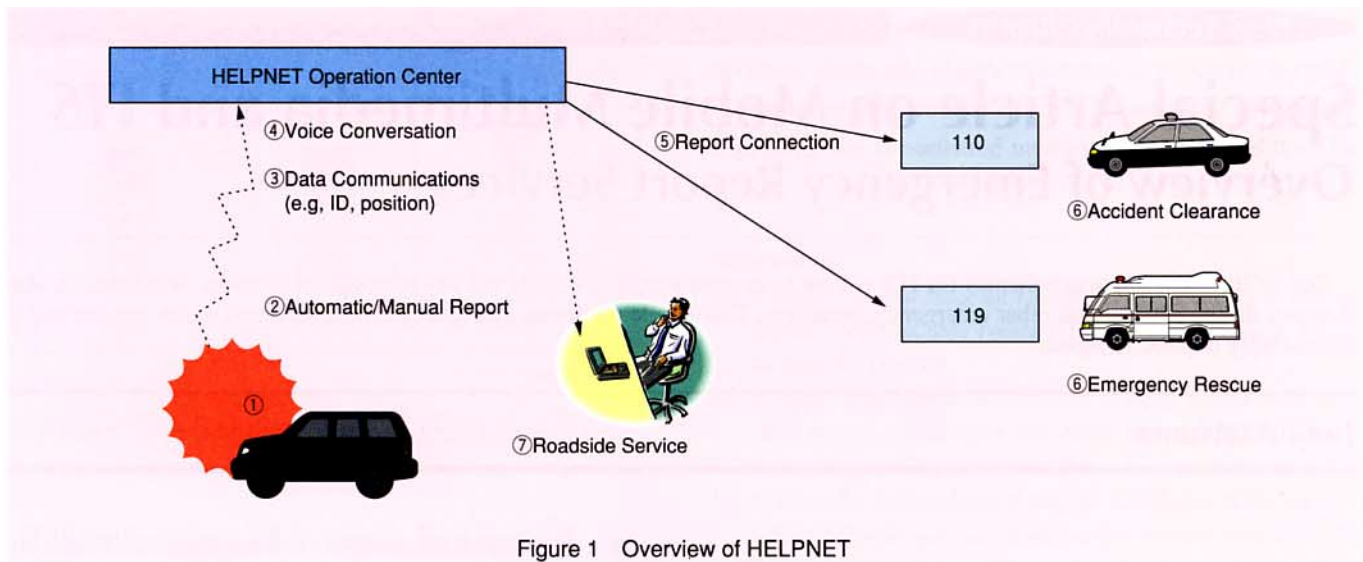 HELPNET Operation Center
④Voice Conversation
③Data Communications
(e.g, ID, position)
②Automatic/Manual Report
①
⑤Report Connection
110
⑥Accident Clearance
119
⑥Emergency Rescue
⑦Roadside Service
Figure 1 Overview of HELPNET